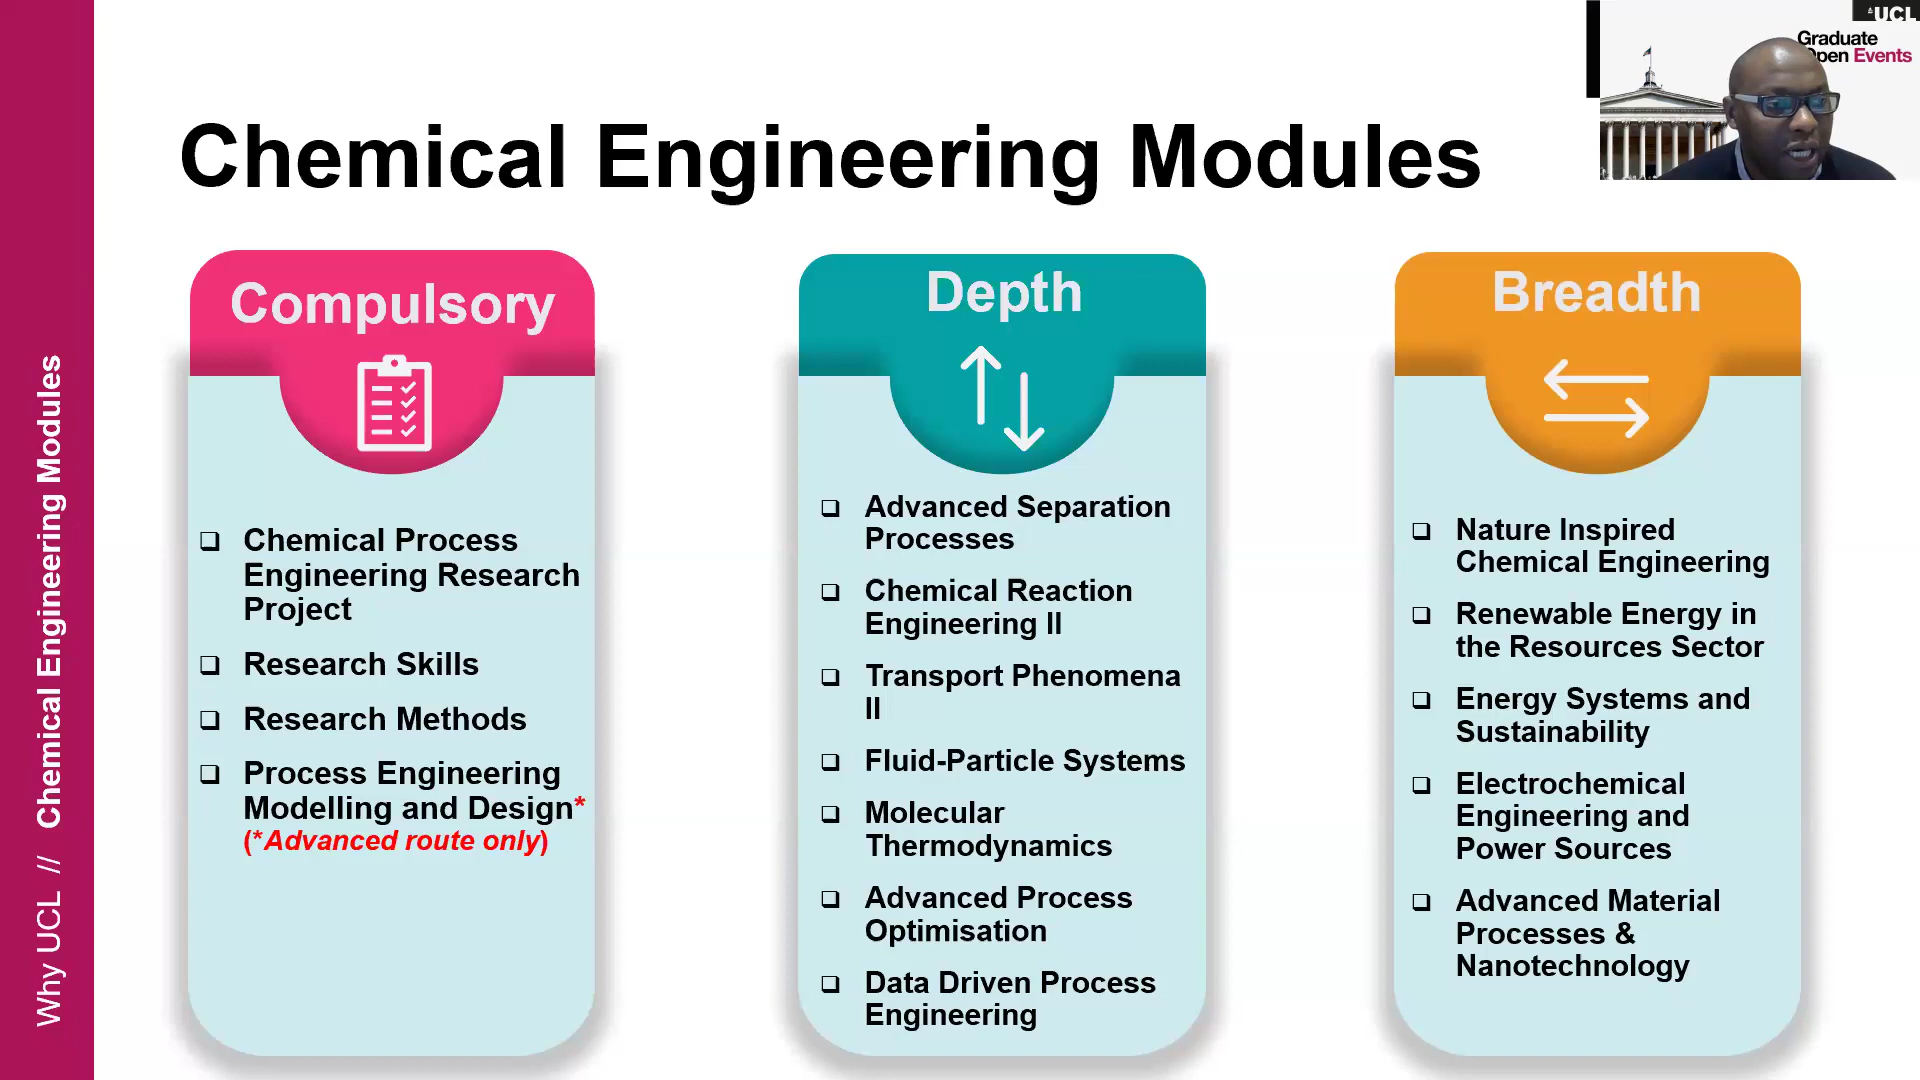 UCL
Graduate
Open Events
Chemical Engineering Modules
Compulsory
Chemical Process
Engineering Research
Project
Research Skills
Research Methods
Process Engineering
Modelling and Design*
(*Advanced route only)
Depth
Advanced Separation
Processes
Chemical Reaction
Engineering II
Transport Phenomena
II
Fluid-Particle Systems
Molecular
Thermodynamics
Advanced Process
Optimisation
Data Driven Process
Engineering
Breadth
Nature Inspired
Chemical Engineering
Renewable Energy in
the Resources Sector
Energy Systems and
Sustainability
Electrochemical
Engineering and
Power Sources
Advanced Material
Processes &
Nanotechnology
Why UCL // Chemical Engineering Modules